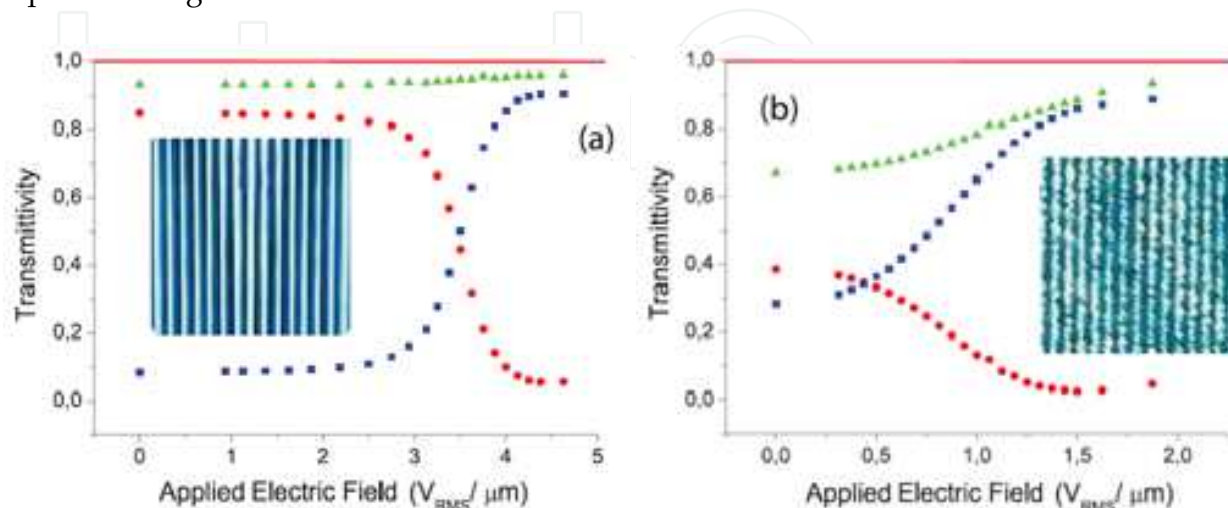 1,0
0,8
0,6
0,4
0,2
0,0
Transmittivity
(a)
0 1 2 3 4 5
Applied Electric Field (V_RMS/ μm)
1,0
0,8
0,6
0,4
0,2
0,0
Transmittivity
(b)
0,0 0,5 1,0 1,5 2,0
Applied Electric Field (V_RMS/ μm)